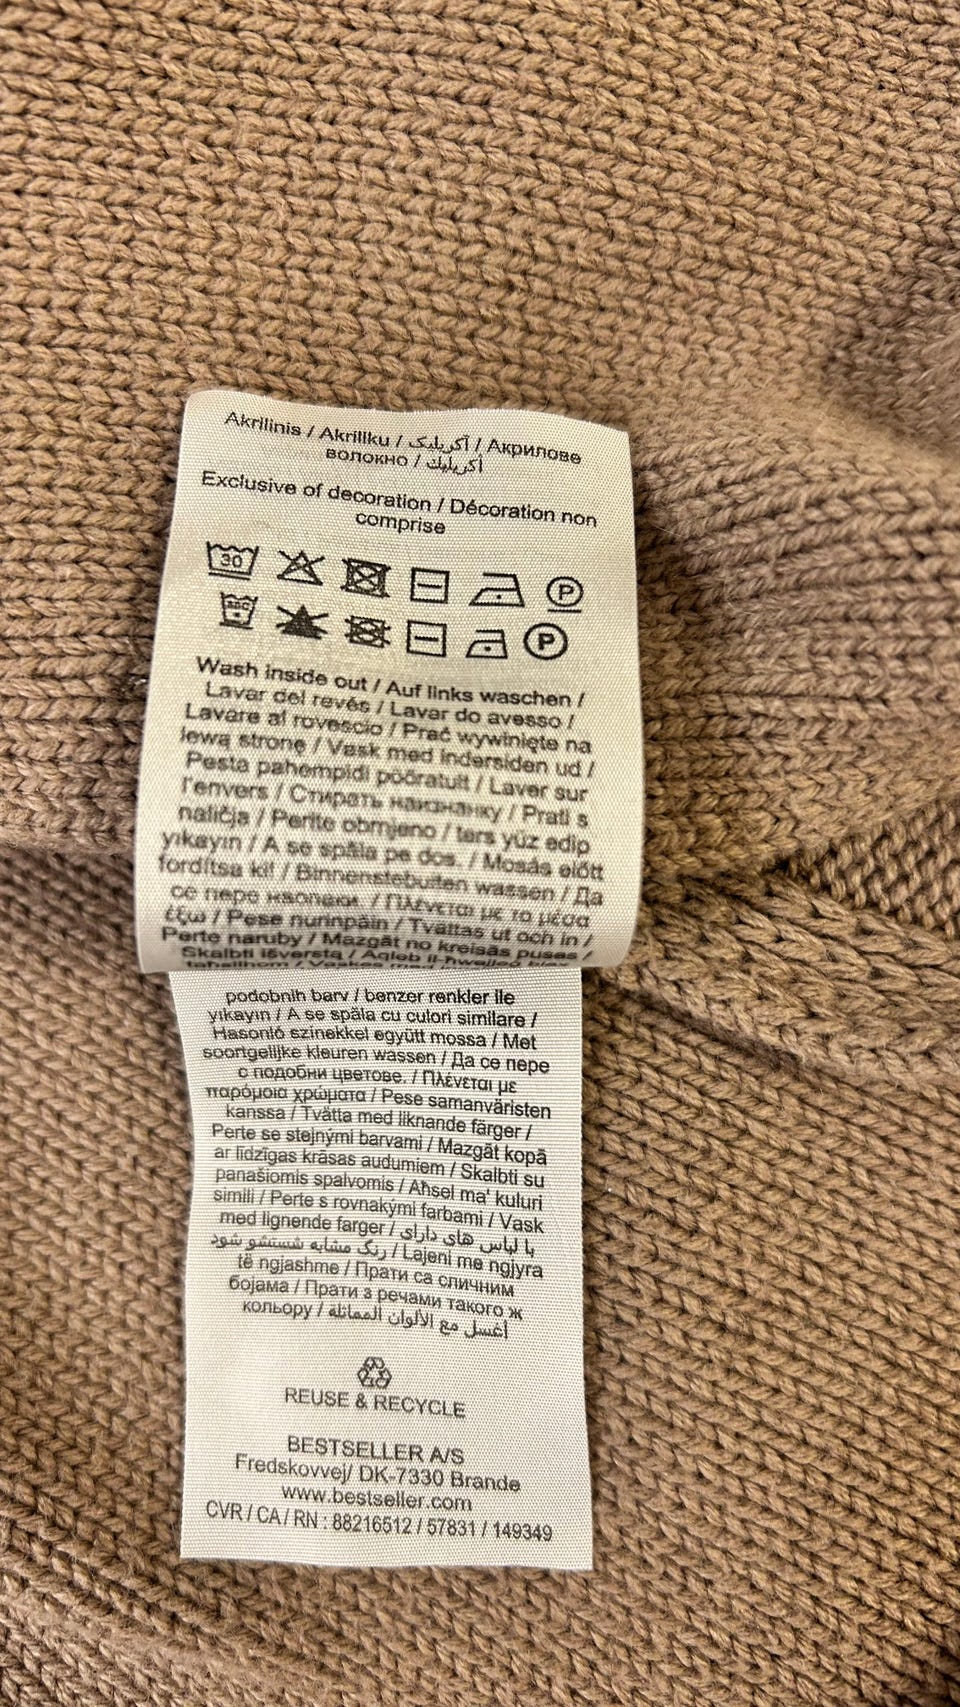 Akrilinis / Akriliku / آکریلیک / Акрилове
волокно / أكريليك
Exclusive of decoration / Décoration non
comprise
30 P
P
Wash inside out / Auf links waschen /
Lavar del revés / Lavar do avesso /
Lavare al rovescio / Prać wywinięte na
lewą stronę / Vask med indersiden ud /
Pesta pahempidi pööratult / Laver sur
l'envers / Стирать наизнанку / Prati s
naličja / Perite obrnjeno / ters yüz edip
yıkayın / A se spăla pe dos. / Mosás előtt
fordítsa ki! / Binnenstebuiten wassen / Да
се пере наопаки. / Πλένεται με το μέσα
έξω / Pese nurinpäin / Tvättas ut och in /
Perte naruby / Mazgāt no kreisās puses /
Skalbti išvertą / Aħleb il-ħwejjeġ biex
podobnih barv / benzer renkler ile
yıkayın / A se spăla cu culori similare /
Hasonló színekkel együtt mossa / Met
soortgelijke kleuren wassen / Да се пере
с подобни цветове. / Πλένεται με
παρόμοια χρώματα / Pese samanväristen
kanssa / Tvätta med liknande färger /
Perte se stejnými barvami / Mazgāt kopā
ar līdzīgas krāsas audumiem / Skalbti su
panašiomis spalvomis / Aħsel ma' kuluri
simili / Perte s rovnakými farbami / Vask
med lignende farger / با لباس های دارای
رنگ مشابه شستشو شود / Lajeni me ngjyra
të ngjashme / Прати са сличним
бојама / Прати з речами такого ж
кольору / اغسل مع الألوان المماثلة
REUSE & RECYCLE
BESTSELLER A/S
Fredskovvej/ DK-7330 Brande
www.bestseller.com
CVR / CA / RN : 88216512 / 57831 / 149349